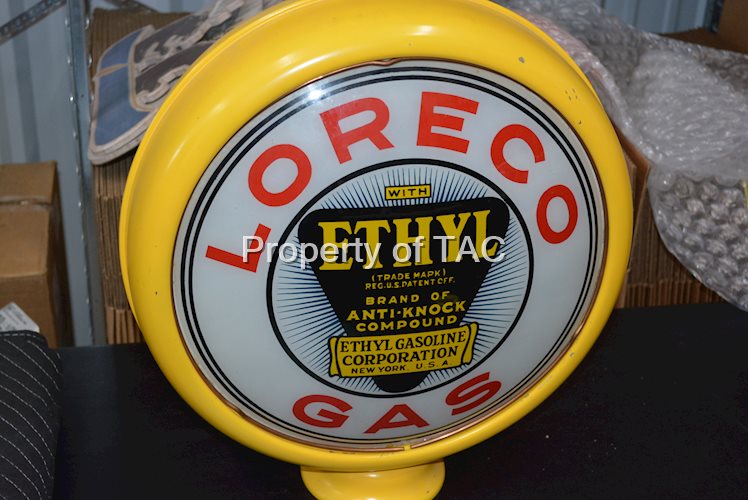 LORECO
WITH
ETHYL
(TRADE MARK)
REG. U.S. PATENT OFF.
BRAND OF
ANTI-KNOCK
COMPOUND
ETHYL GASOLINE
CORPORATION
NEW YORK, U.S.A.
GAS
Property of TAC